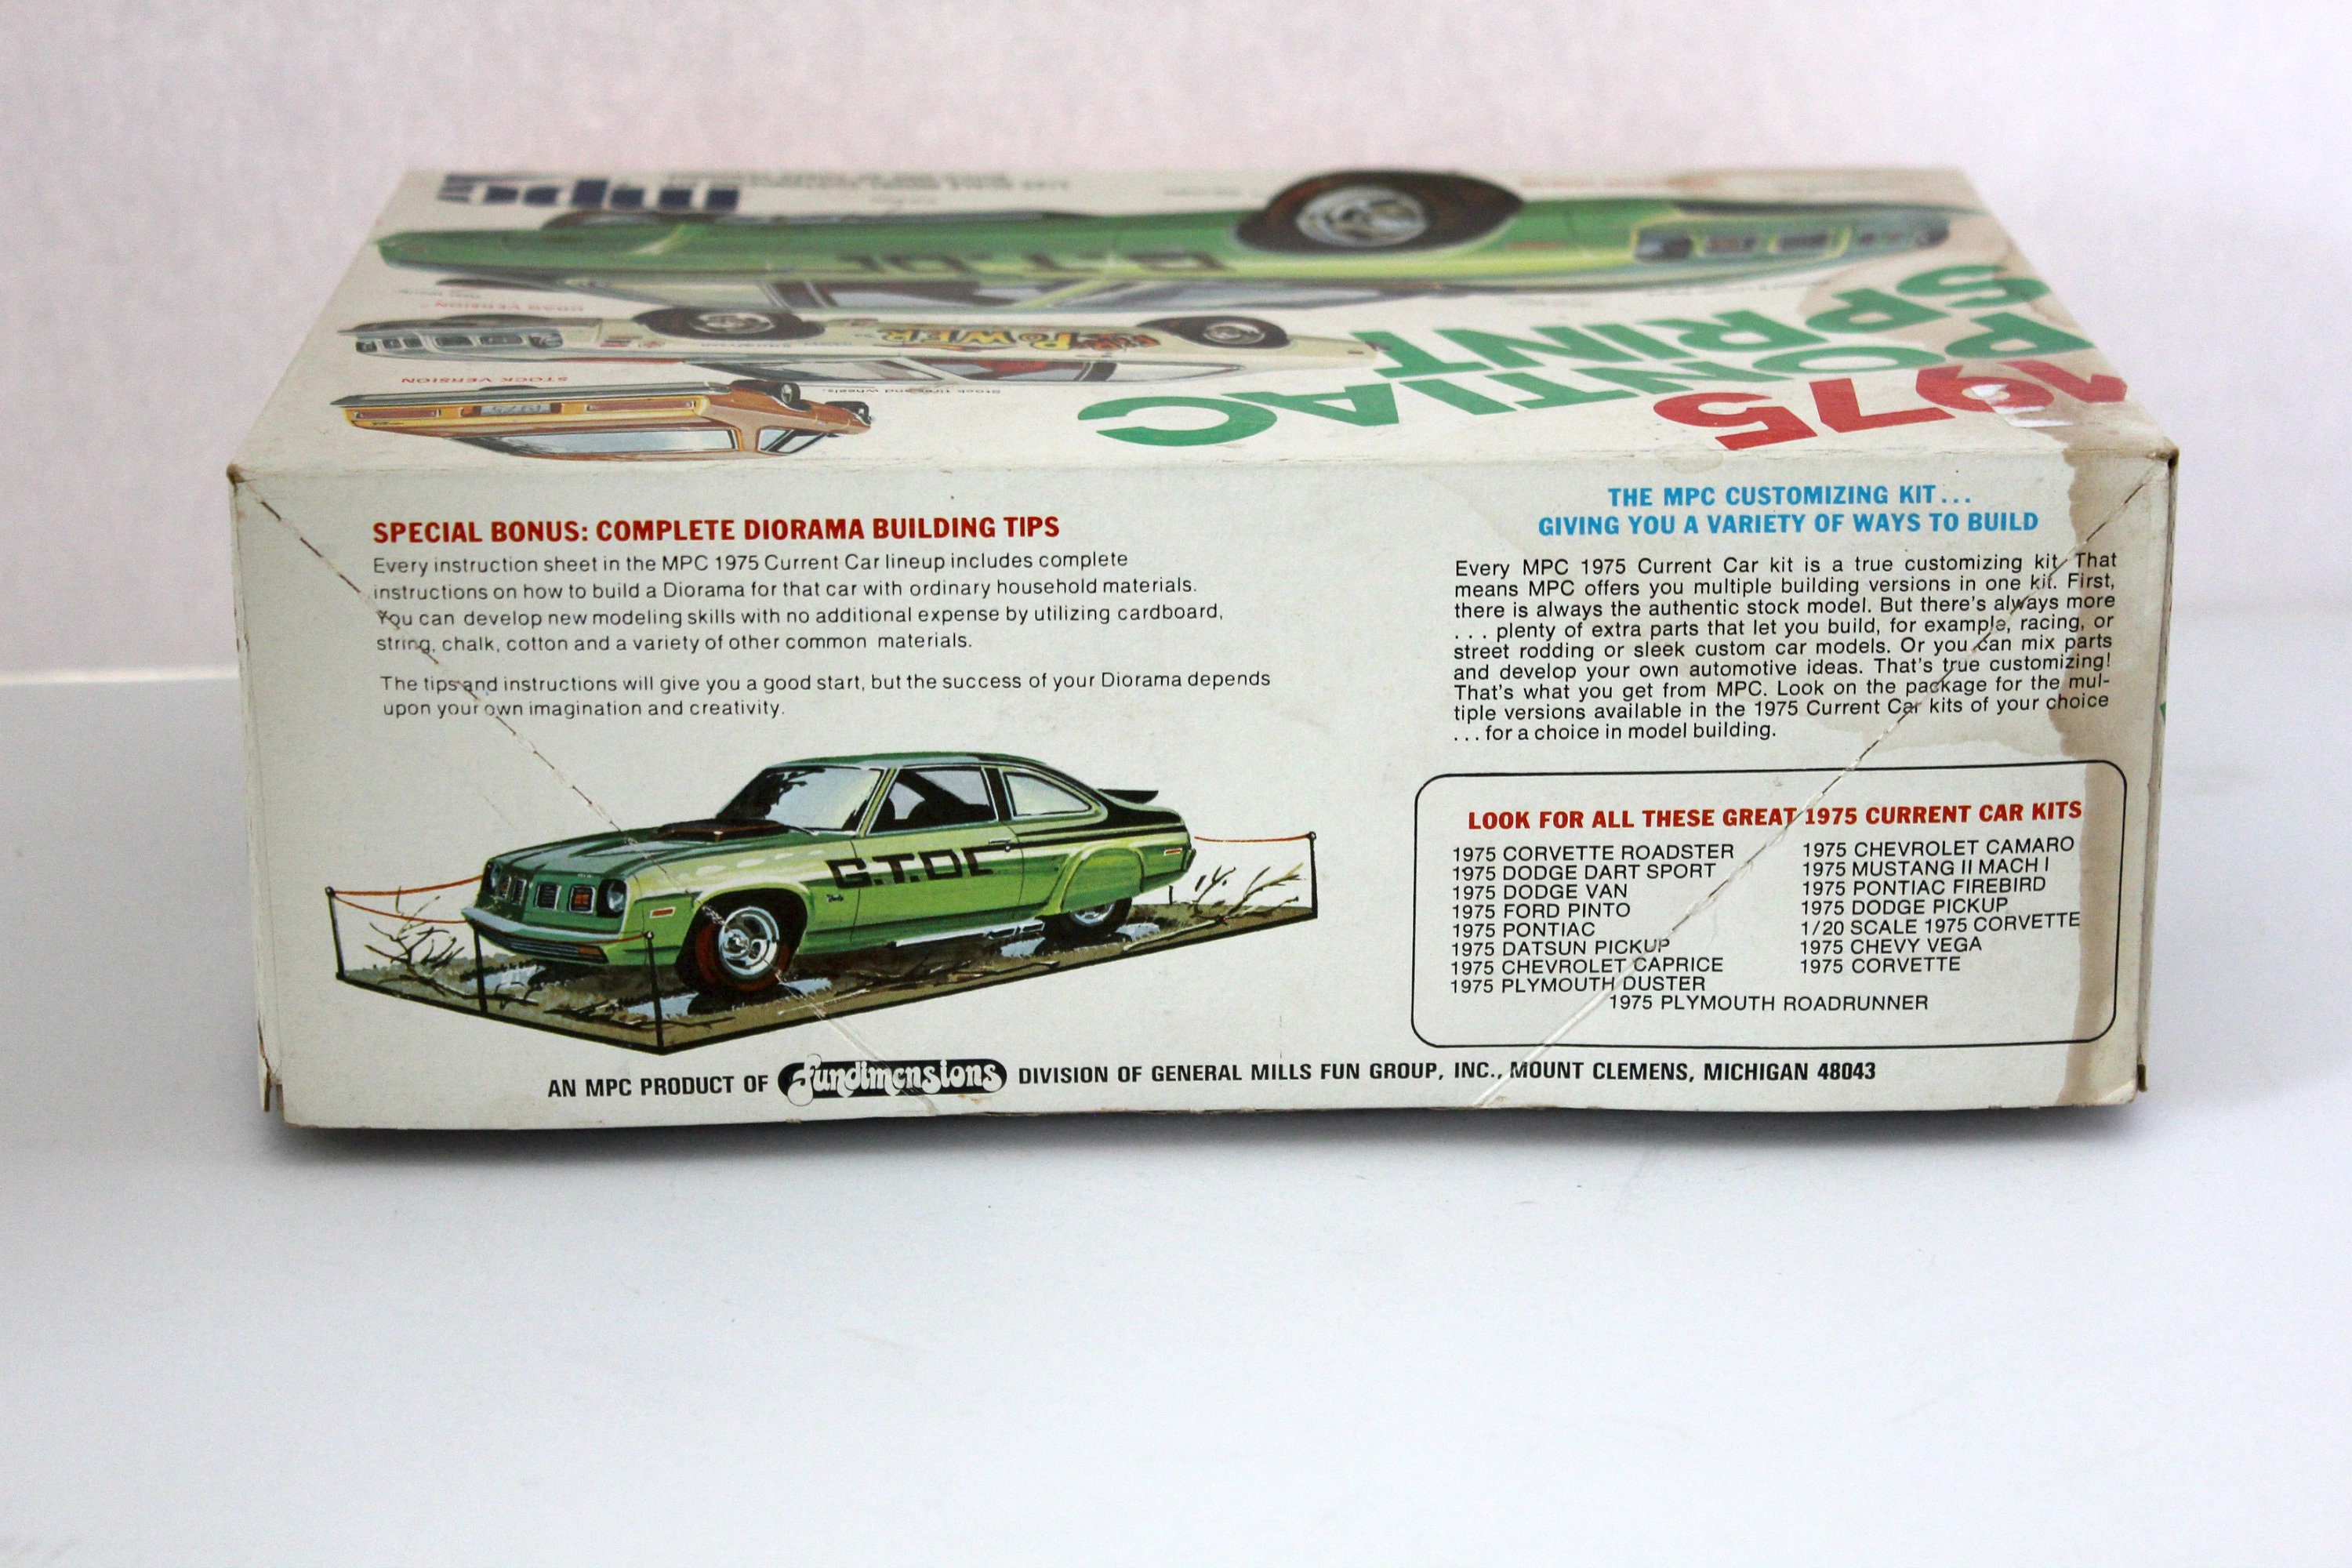 mpc
STOCK VERSION
Stock tires and wheels.
POWER
1975
PONTIAC
SPRINT
SPECIAL BONUS: COMPLETE DIORAMA BUILDING TIPS
Every instruction sheet in the MPC 1975 Current Car lineup includes complete
instructions on how to build a Diorama for that car with ordinary household materials.
You can develop new modeling skills with no additional expense by utilizing cardboard,
string, chalk, cotton and a variety of other common materials.
The tips and instructions will give you a good start, but the success of your Diorama depends
upon your own imagination and creativity.
G.T.OC
THE MPC CUSTOMIZING KIT...
GIVING YOU A VARIETY OF WAYS TO BUILD
Every MPC 1975 Current Car kit is a true customizing kit. That
means MPC offers you multiple building versions in one kit. First,
there is always the authentic stock model. But there's always more
. . . plenty of extra parts that let you build, for example, racing, or
street rodding or sleek custom car models. Or you can mix parts
and develop your own automotive ideas. That's true customizing!
That's what you get from MPC. Look on the package for the mul-
tiple versions available in the 1975 Current Car kits of your choice
. . . for a choice in model building.
LOOK FOR ALL THESE GREAT 1975 CURRENT CAR KITS
1975 CORVETTE ROADSTER
1975 DODGE DART SPORT
1975 DODGE VAN
1975 FORD PINTO
1975 PONTIAC
1975 DATSUN PICKUP
1975 CHEVROLET CAPRICE
1975 PLYMOUTH DUSTER
1975 CHEVROLET CAMARO
1975 MUSTANG II MACH I
1975 PONTIAC FIREBIRD
1975 DODGE PICKUP
1/20 SCALE 1975 CORVETTE
1975 CHEVY VEGA
1975 CORVETTE
1975 PLYMOUTH ROADRUNNER
AN MPC PRODUCT OF Fundimensions DIVISION OF GENERAL MILLS FUN GROUP, INC., MOUNT CLEMENS, MICHIGAN 48043